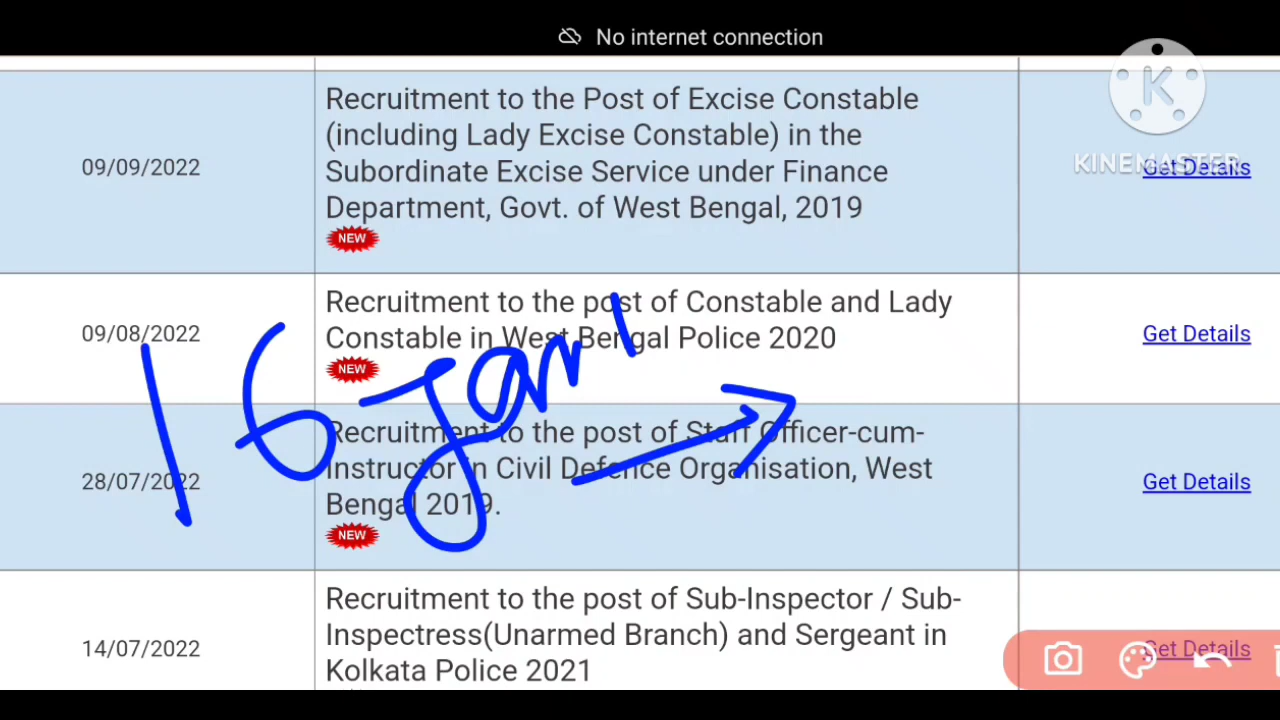 No internet connection
K
KINEMASTER
09/09/2022
Recruitment to the Post of Excise Constable
(including Lady Excise Constable) in the
Subordinate Excise Service under Finance
Department, Govt. of West Bengal, 2019
NEW
Get Details
09/08/2022
Recruitment to the post of Constable and Lady
Constable in West Bengal Police 2020
NEW
Get Details
16 Jan'
28/07/2022
Recruitment to the post of Staff Officer-cum-
Instructor in Civil Defence Organisation, West
Bengal 2019.
NEW
Get Details
14/07/2022
Recruitment to the post of Sub-Inspector / Sub-
Inspectress(Unarmed Branch) and Sergeant in
Kolkata Police 2021
Get Details